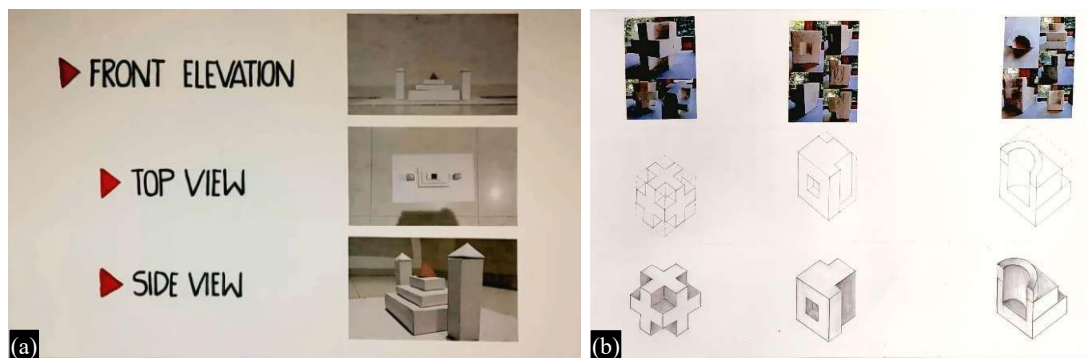 FRONT ELEVATION
TOP VIEW
SIDE VIEW
(a)
(b)